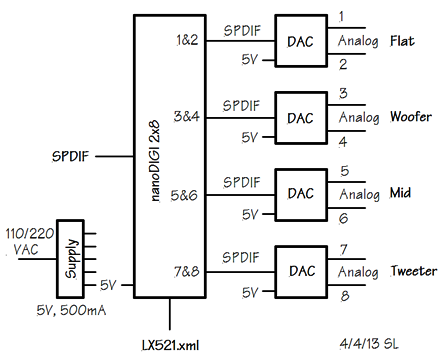 1
SPDIF
DAC
Analog
Flat
1&2
5V
2
3
SPDIF
DAC
Analog
Woofer
3&4
5V
4
nanoDIGI 2x8
SPDIF
5
SPDIF
DAC
Analog
Mid
5&6
5V
6
110/220
VAC
Supply
7
SPDIF
DAC
Analog
Tweeter
7&8
5V
5V
8
5V, 500mA
LX521.xml
4/4/13 SL